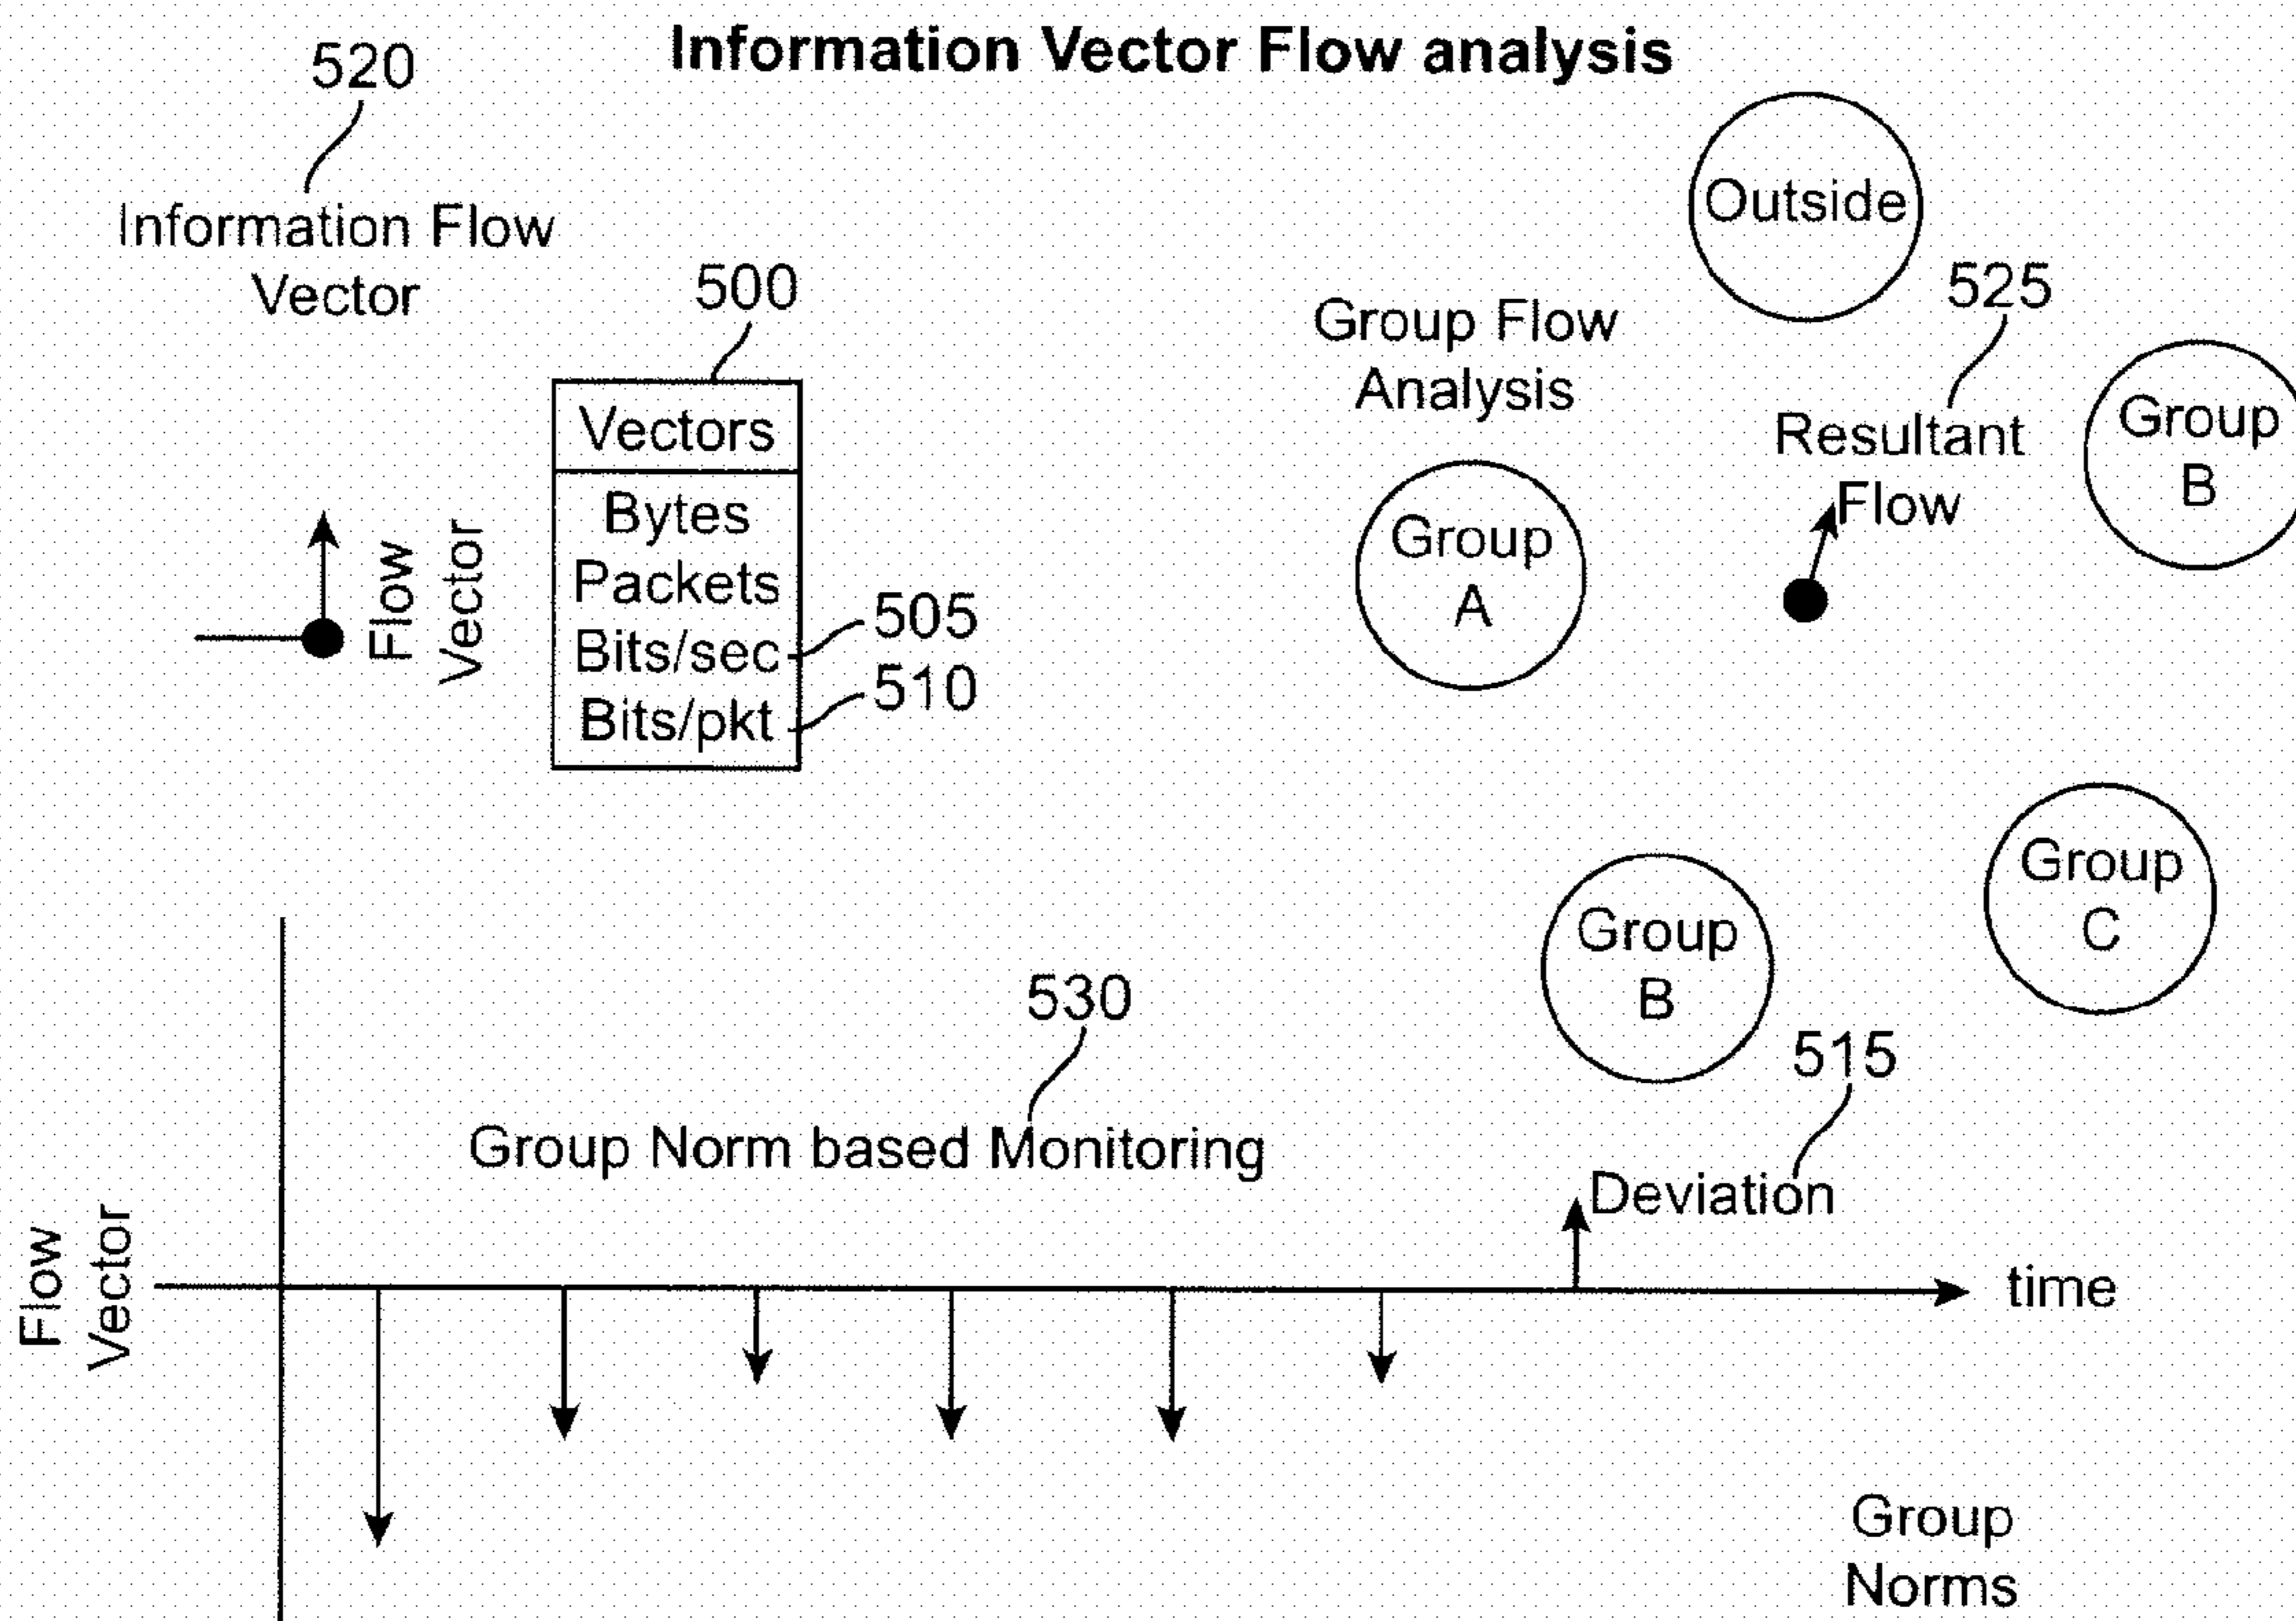 Information Vector Flow analysis
520
Information Flow
Vector
500
Vectors
Bytes
Packets
Bits/sec
Bits/pkt
505
510
Flow
Vector
Outside
Group Flow
Analysis
525
Resultant
Flow
Group
B
Group
A
Group
B
Group
C
530
Group Norm based Monitoring
515
Deviation
Flow
Vector
time
Group
Norms